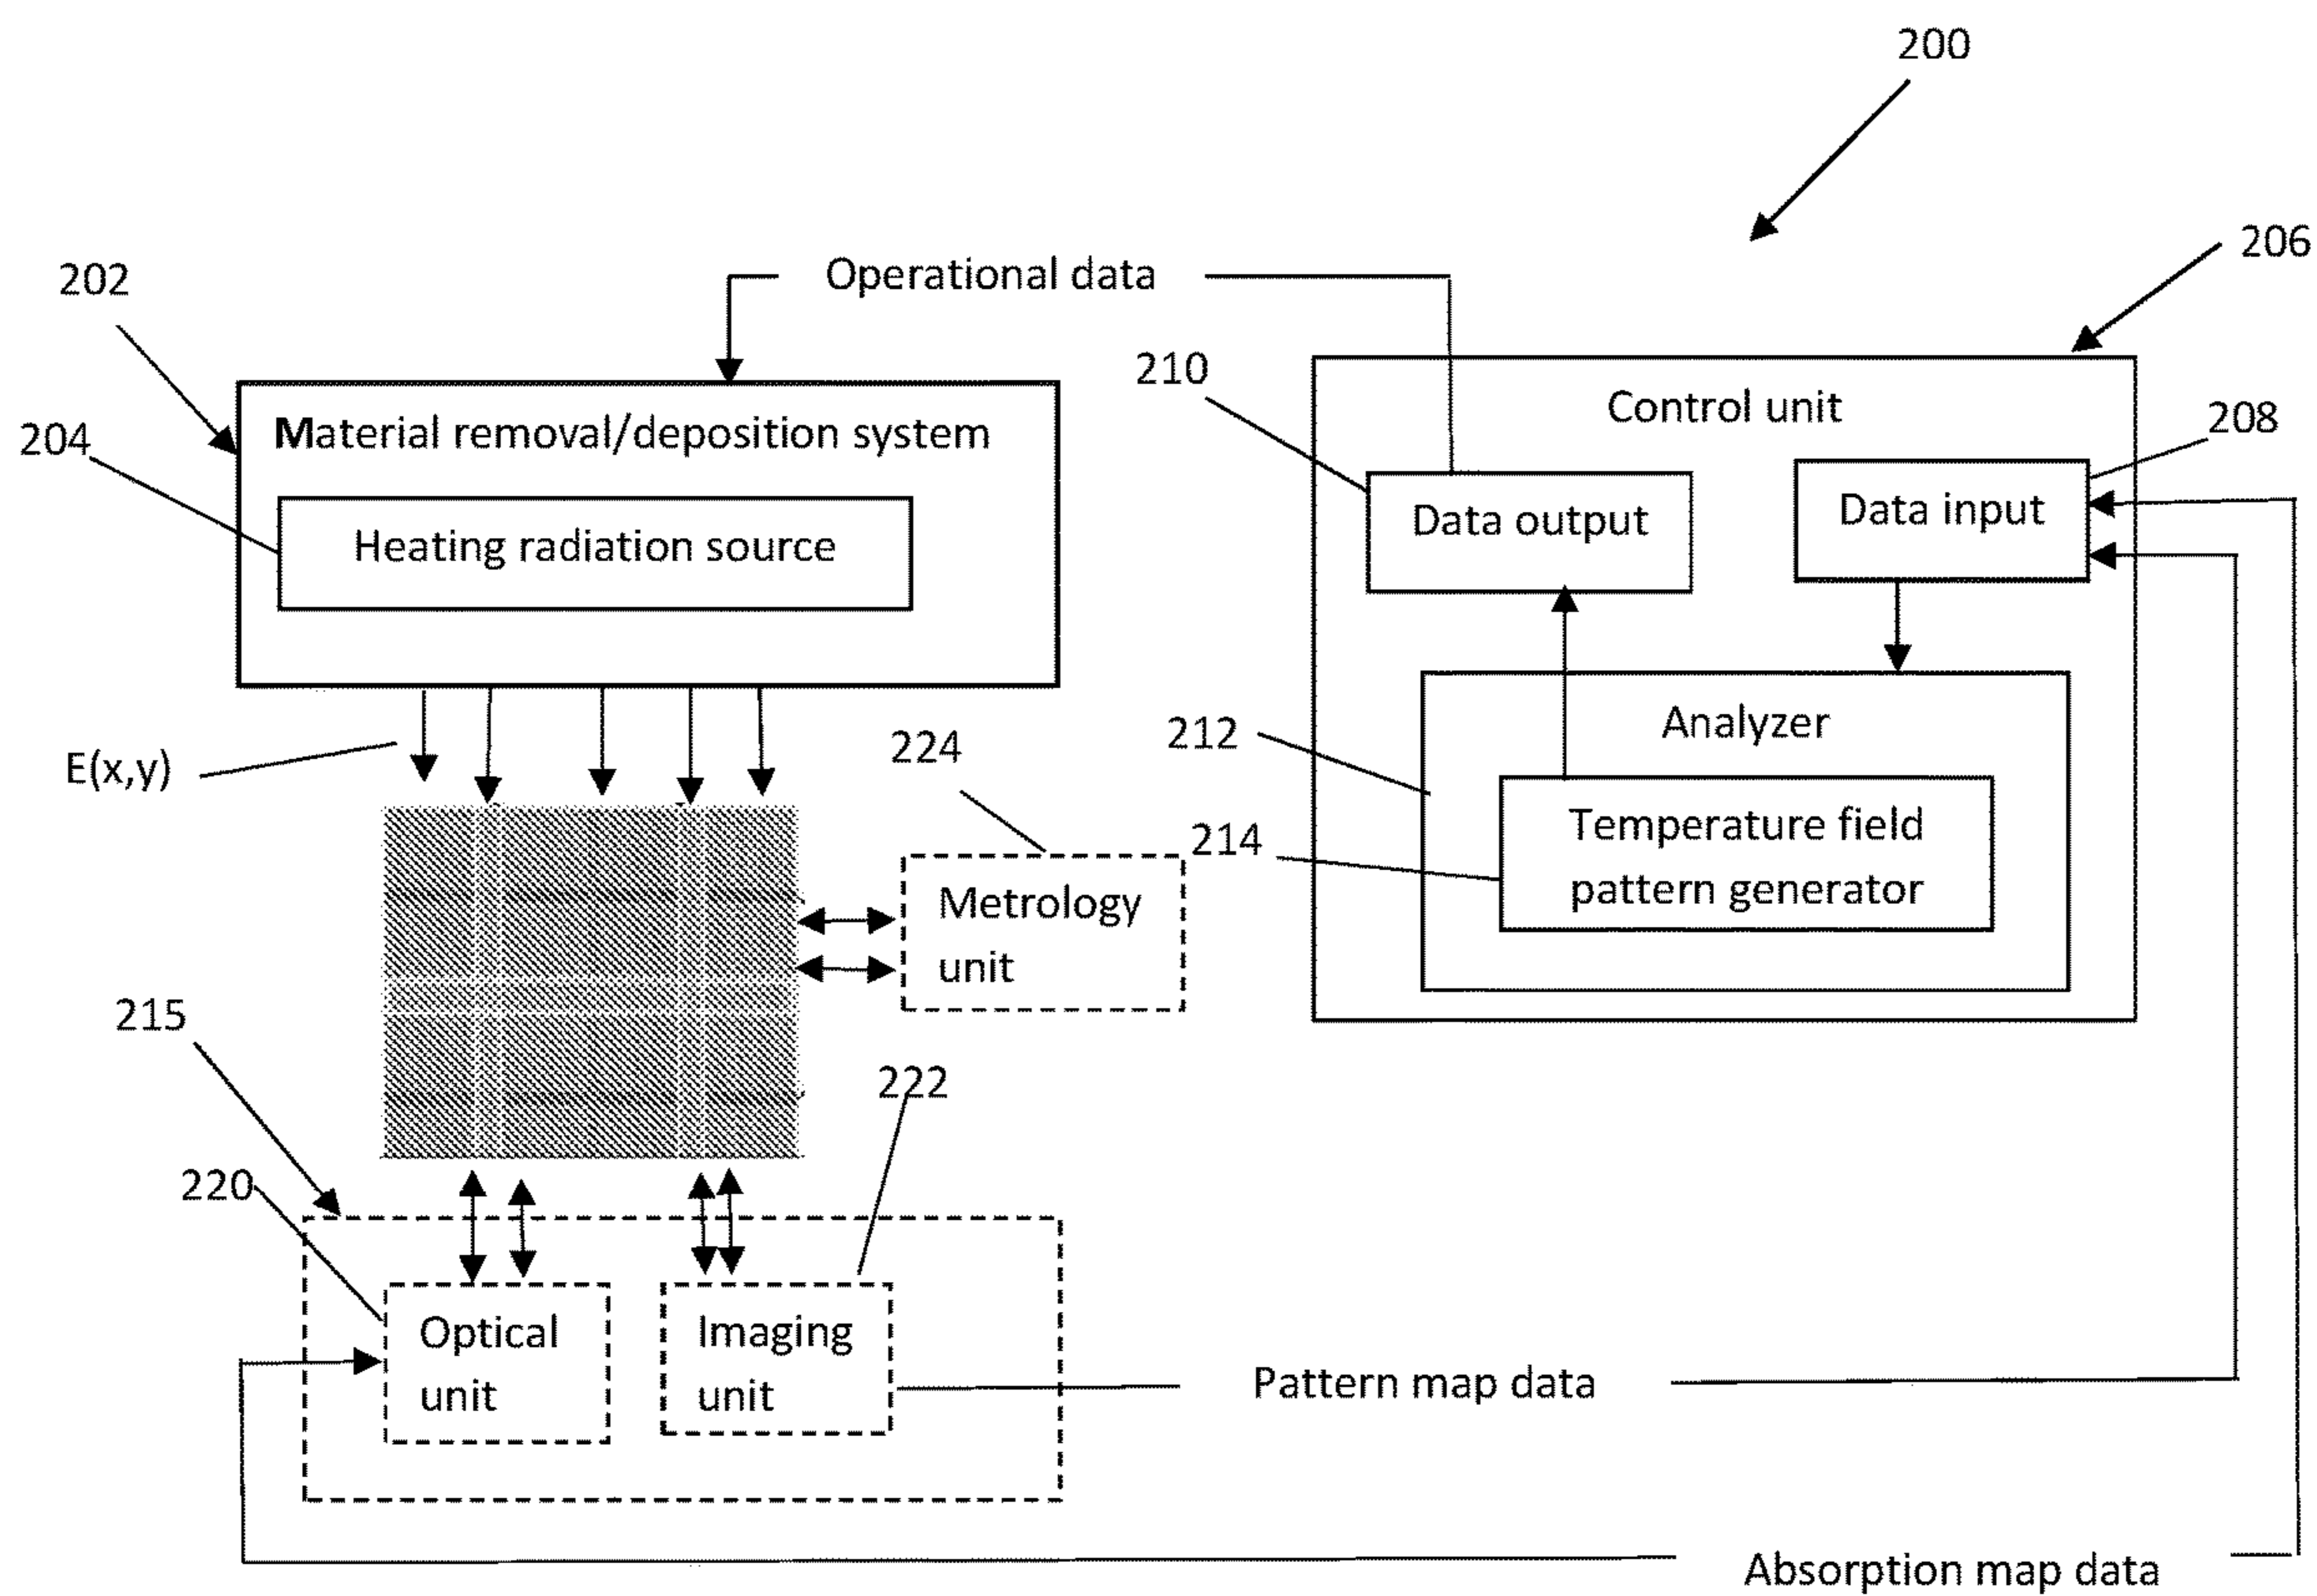 200
206
Operational data
202
210
Control unit
208
Material removal/deposition system
204
Data output
Data input
Heating radiation source
E(x,y)
224
212
Analyzer
214
Temperature field
pattern generator
Metrology
unit
215
222
220
Optical
unit
Imaging
unit
Pattern map data
Absorption map data